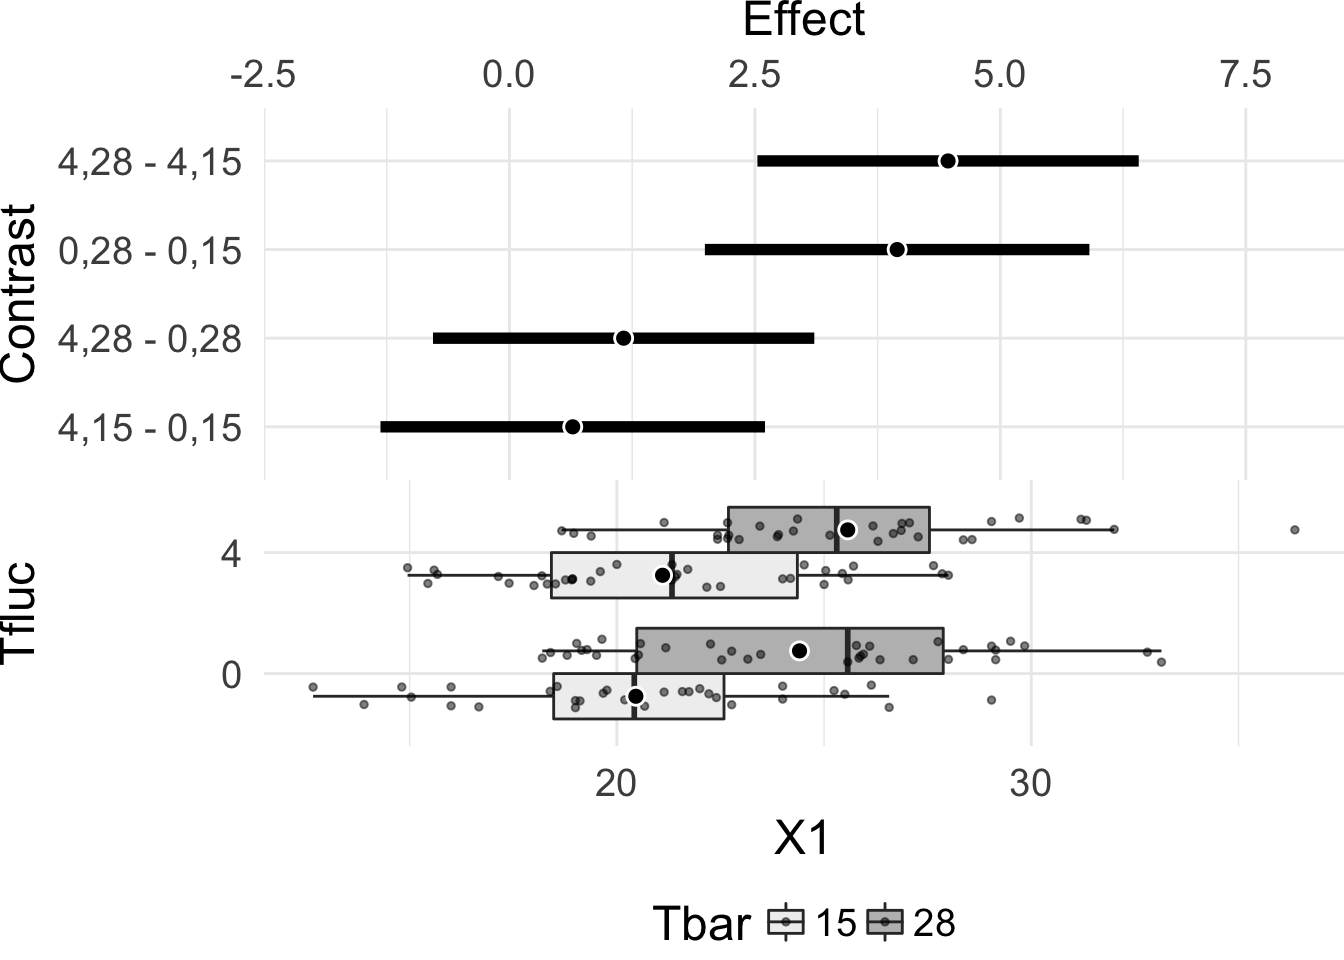 Effect
-2.5 0.0 2.5 5.0 7.5
Contrast
4,28 - 4,15
0,28 - 0,15
4,28 - 0,28
4,15 - 0,15
Tfluc
4
0
20 30
X1
Tbar 15 28